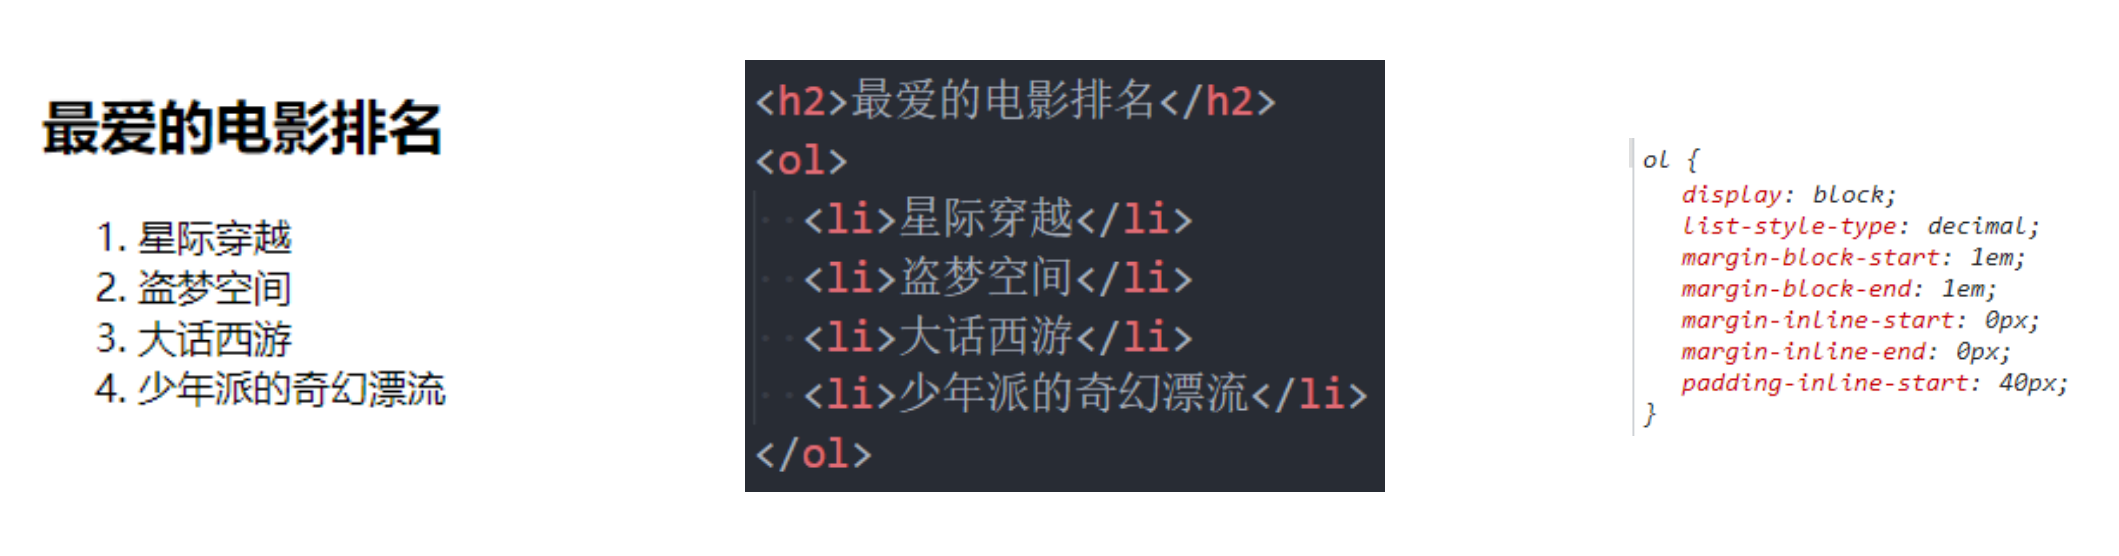 最爱的电影排名
1. 星际穿越
2. 盗梦空间
3. 大话西游
4. 少年派的奇幻漂流
<h2>最爱的电影排名</h2>
<ol>
<li>星际穿越</li>
<li>盗梦空间</li>
<li>大话西游</li>
<li>少年派的奇幻漂流</li>
</ol>
ol {
display: block;
list-style-type: decimal;
margin-block-start: 1em;
margin-block-end: 1em;
margin-inline-start: 0px;
margin-inline-end: 0px;
padding-inline-start: 40px;
}